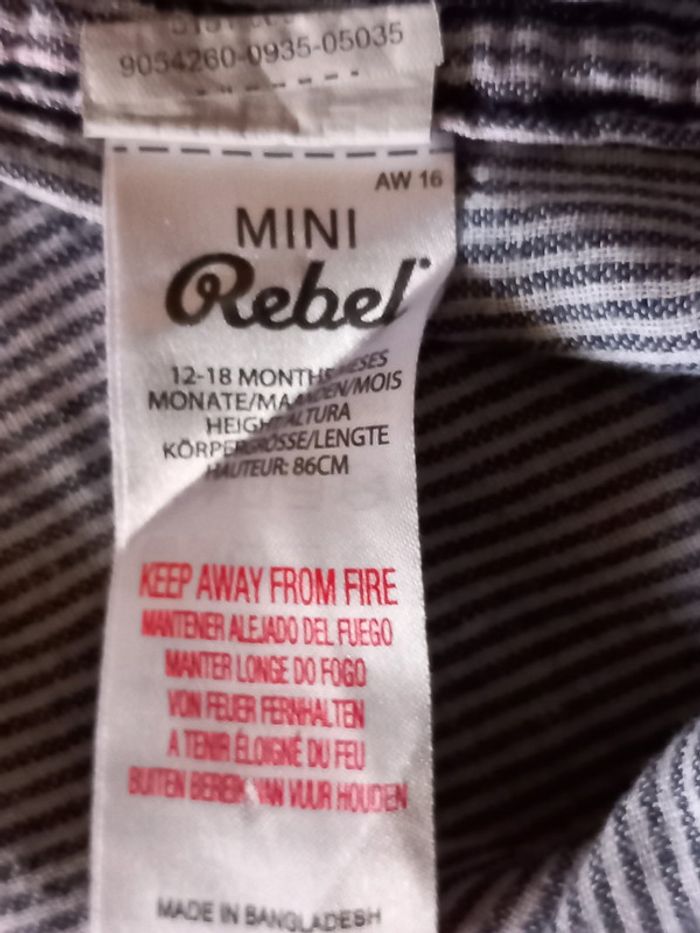 9054260-0935-05035
AW 16
MINI
Rebel
12-18 MONTHS
MONATE/MAANDEN/MOIS
HEIGHT/ALTURA
KÖRPERGRÖSSE/LENGTE
HAUTEUR: 86CM
KEEP AWAY FROM FIRE
MANTENER ALEJADO DEL FUEGO
MANTER LONGE DO FOGO
VON FEUER FERNHALTEN
A TENIR ÉLOIGNÉ DU FEU
BUITEN BEREIK VAN VUUR HOUDEN
MADE IN BANGLADESH